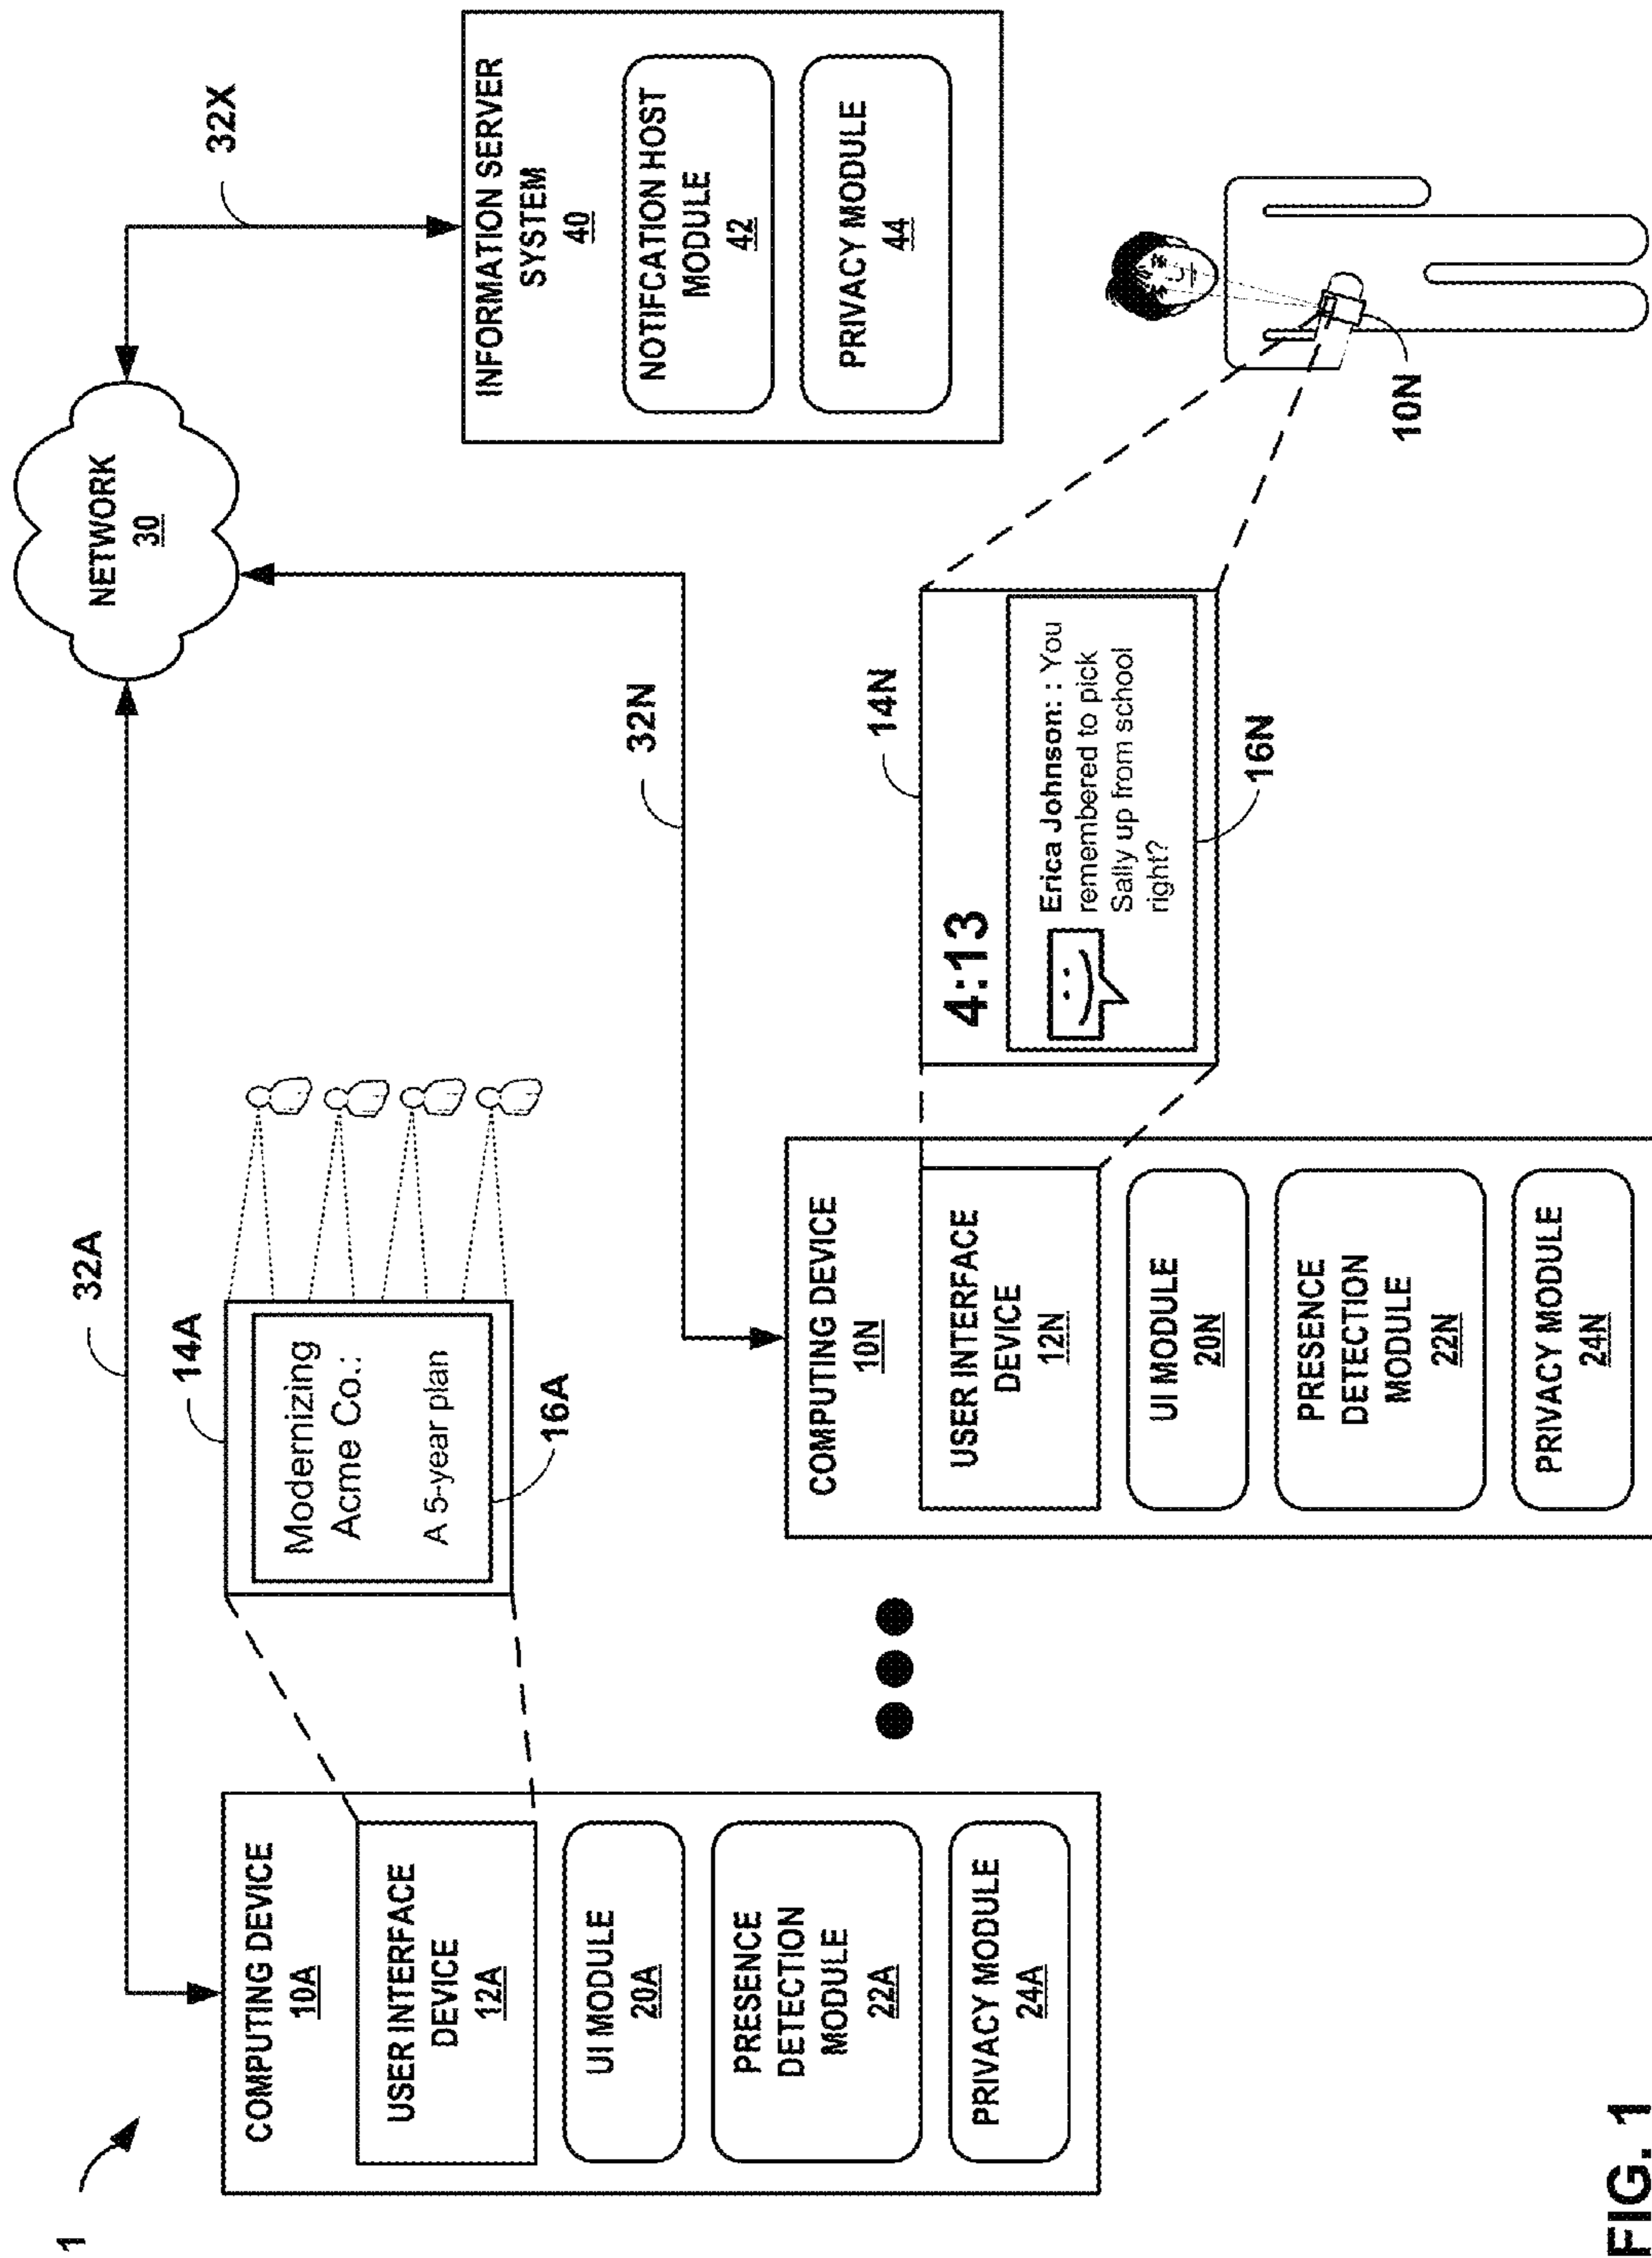 1
32A
NETWORK
30
32X
COMPUTING DEVICE
10A
USER INTERFACE
DEVICE
12A
UI MODULE
20A
PRESENCE
DETECTION
MODULE
22A
PRIVACY MODULE
24A
14A
Modernizing
Acme Co.:
A 5-year plan
16A
32N
INFORMATION SERVER
SYSTEM
40
NOTIFCATION HOST
MODULE
42
PRIVACY MODULE
44
COMPUTING DEVICE
10N
USER INTERFACE
DEVICE
12N
UI MODULE
20N
PRESENCE
DETECTION
MODULE
22N
PRIVACY MODULE
24N
14N
4:13
Erica Johnson: : You
remembered to pick
Sally up from school
right?
16N
10N
FIG. 1